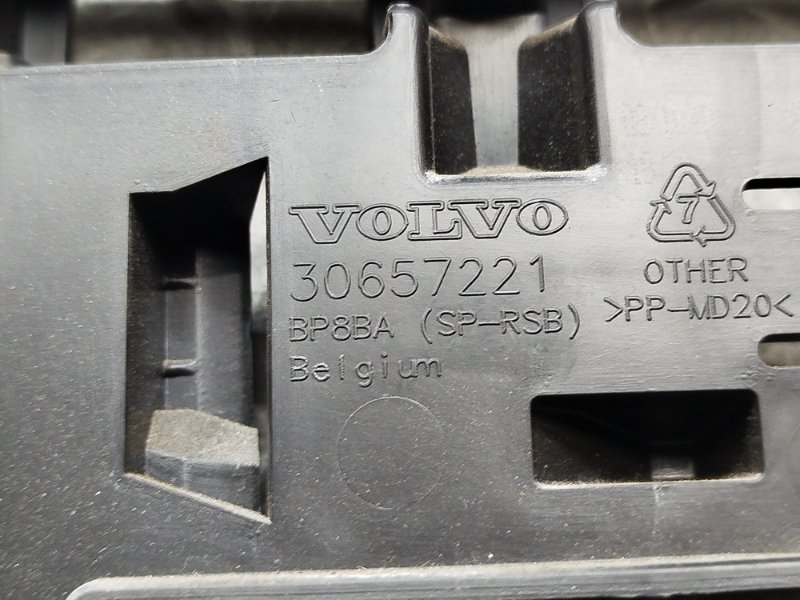 VOLVO
30657221
BP8BA (SP-RSB)
Belgium
7
OTHER
>PP-MD20<